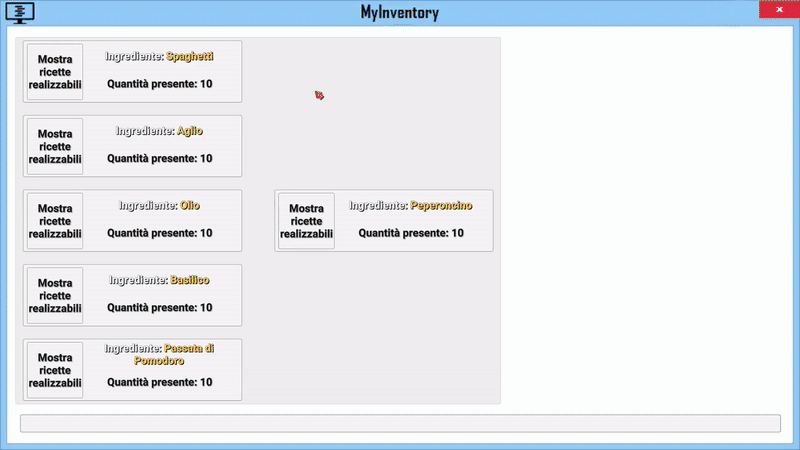 MyInventory
Mostra
ricette
realizzabili
Ingrediente: Spaghetti
Quantità presente: 10
Mostra
ricette
realizzabili
Ingrediente: Aglio
Quantità presente: 10
Mostra
ricette
realizzabili
Ingrediente: Olio
Quantità presente: 10
Mostra
ricette
realizzabili
Ingrediente: Peperoncino
Quantità presente: 10
Mostra
ricette
realizzabili
Ingrediente: Basilico
Quantità presente: 10
Mostra
ricette
realizzabili
Ingrediente: Passata di
Pomodoro
Quantità presente: 10